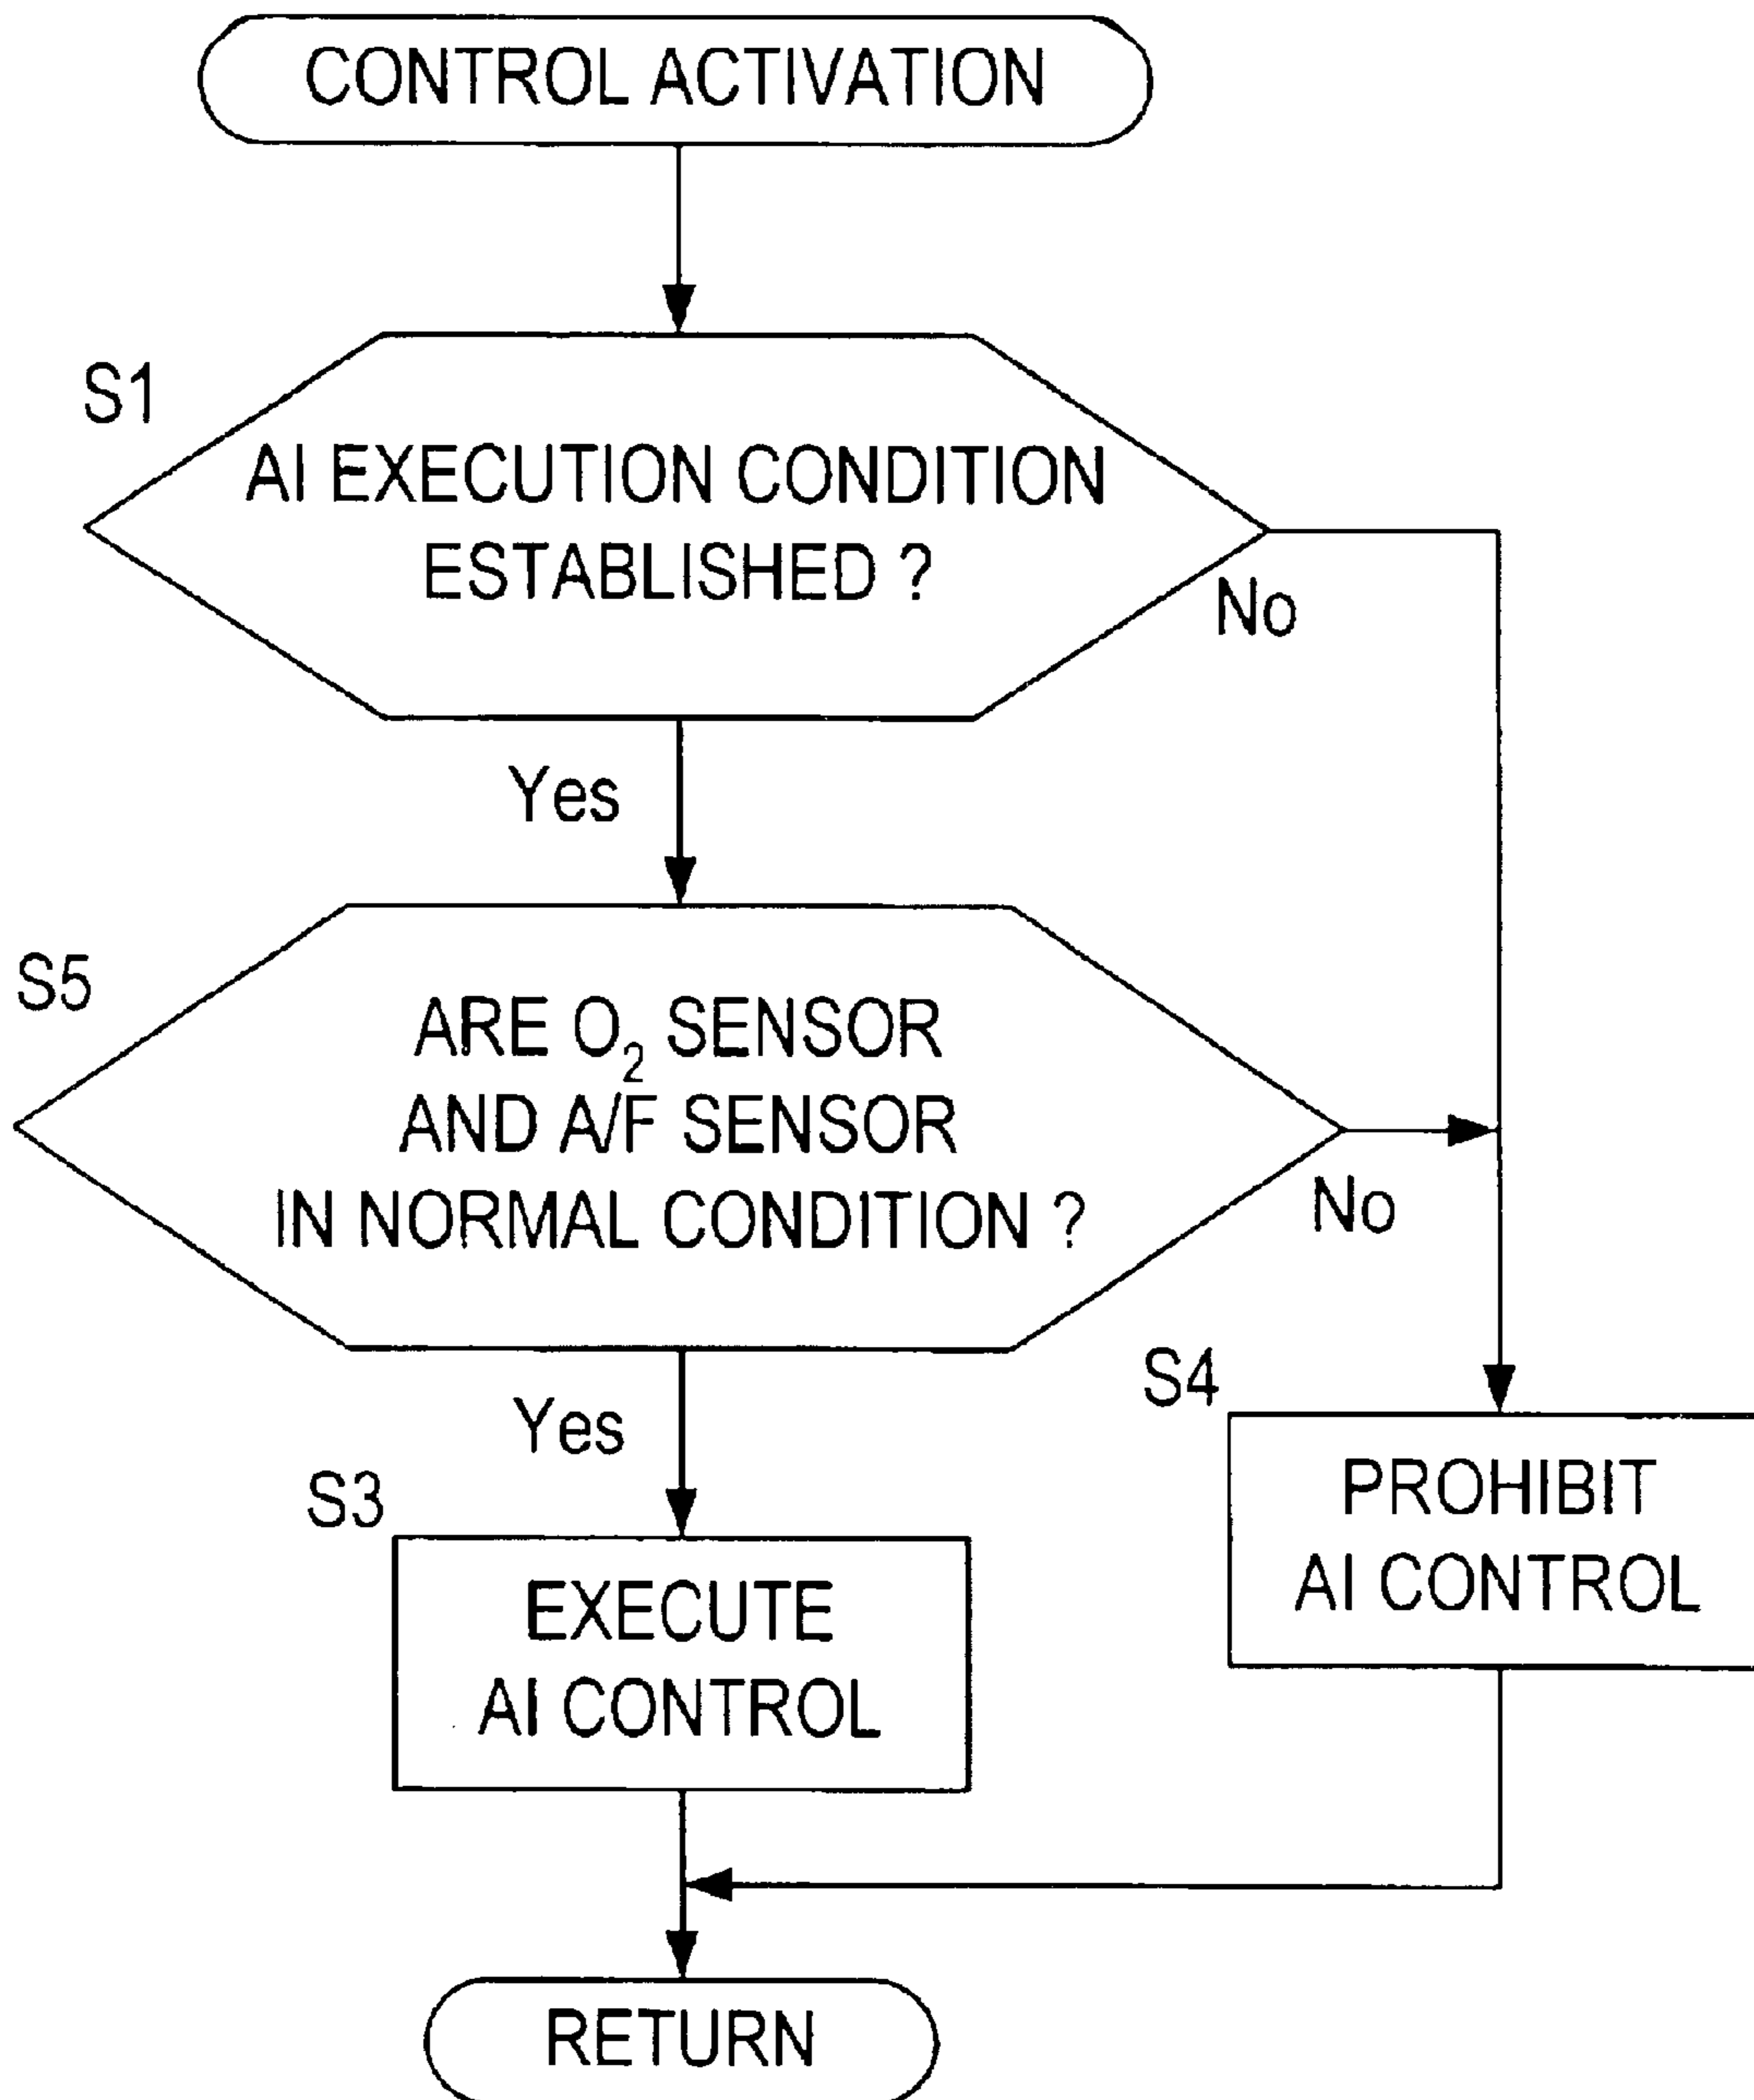 CONTROL ACTIVATION
S1
AI EXECUTION CONDITION
ESTABLISHED ?
No
Yes
S5
ARE O₂ SENSOR
AND A/F SENSOR
IN NORMAL CONDITION ?
No
Yes
S4
PROHIBIT
AI CONTROL
S3
EXECUTE
AI CONTROL
RETURN